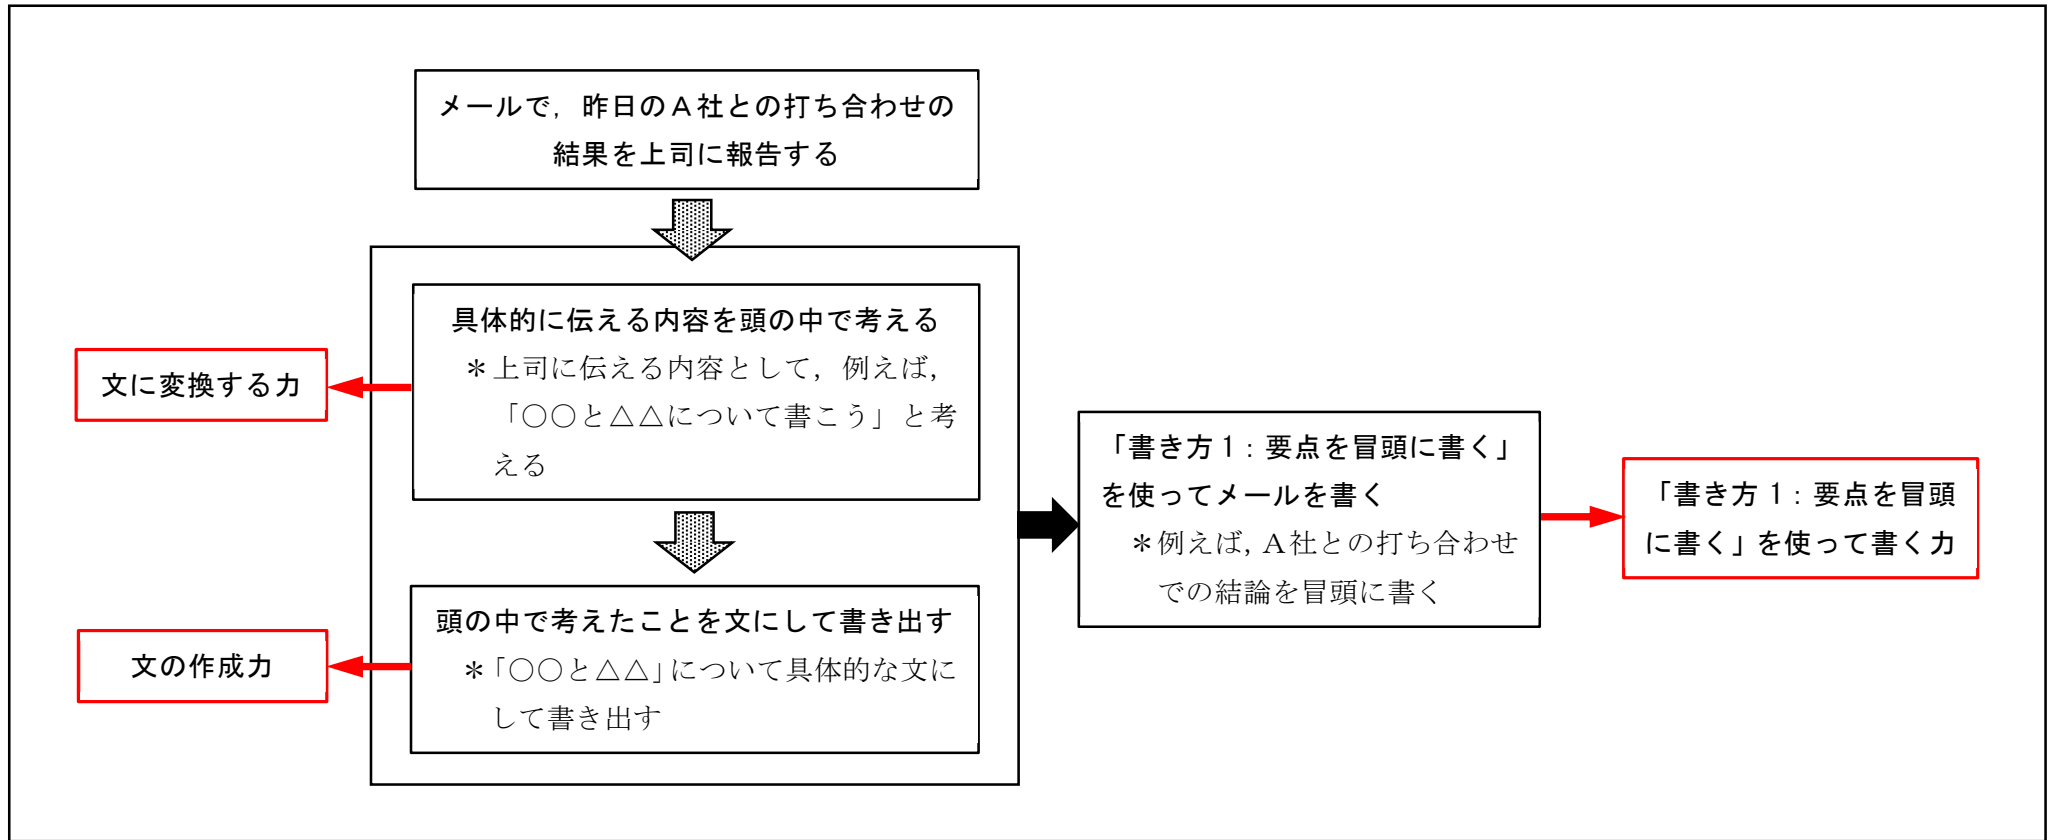 メールで，昨日のＡ社との打ち合わせの
結果を上司に報告する
具体的に伝える内容を頭の中で考える
＊上司に伝える内容として，例えば，
「〇〇と△△について書こう」と考
える
文に変換する力
頭の中で考えたことを文にして書き出す
＊「〇〇と△△」について具体的な文に
して書き出す
文の作成力
「書き方１：要点を冒頭に書く」
を使ってメールを書く
＊例えば，Ａ社との打ち合わせ
での結論を冒頭に書く
「書き方１：要点を冒頭
に書く」を使って書く力